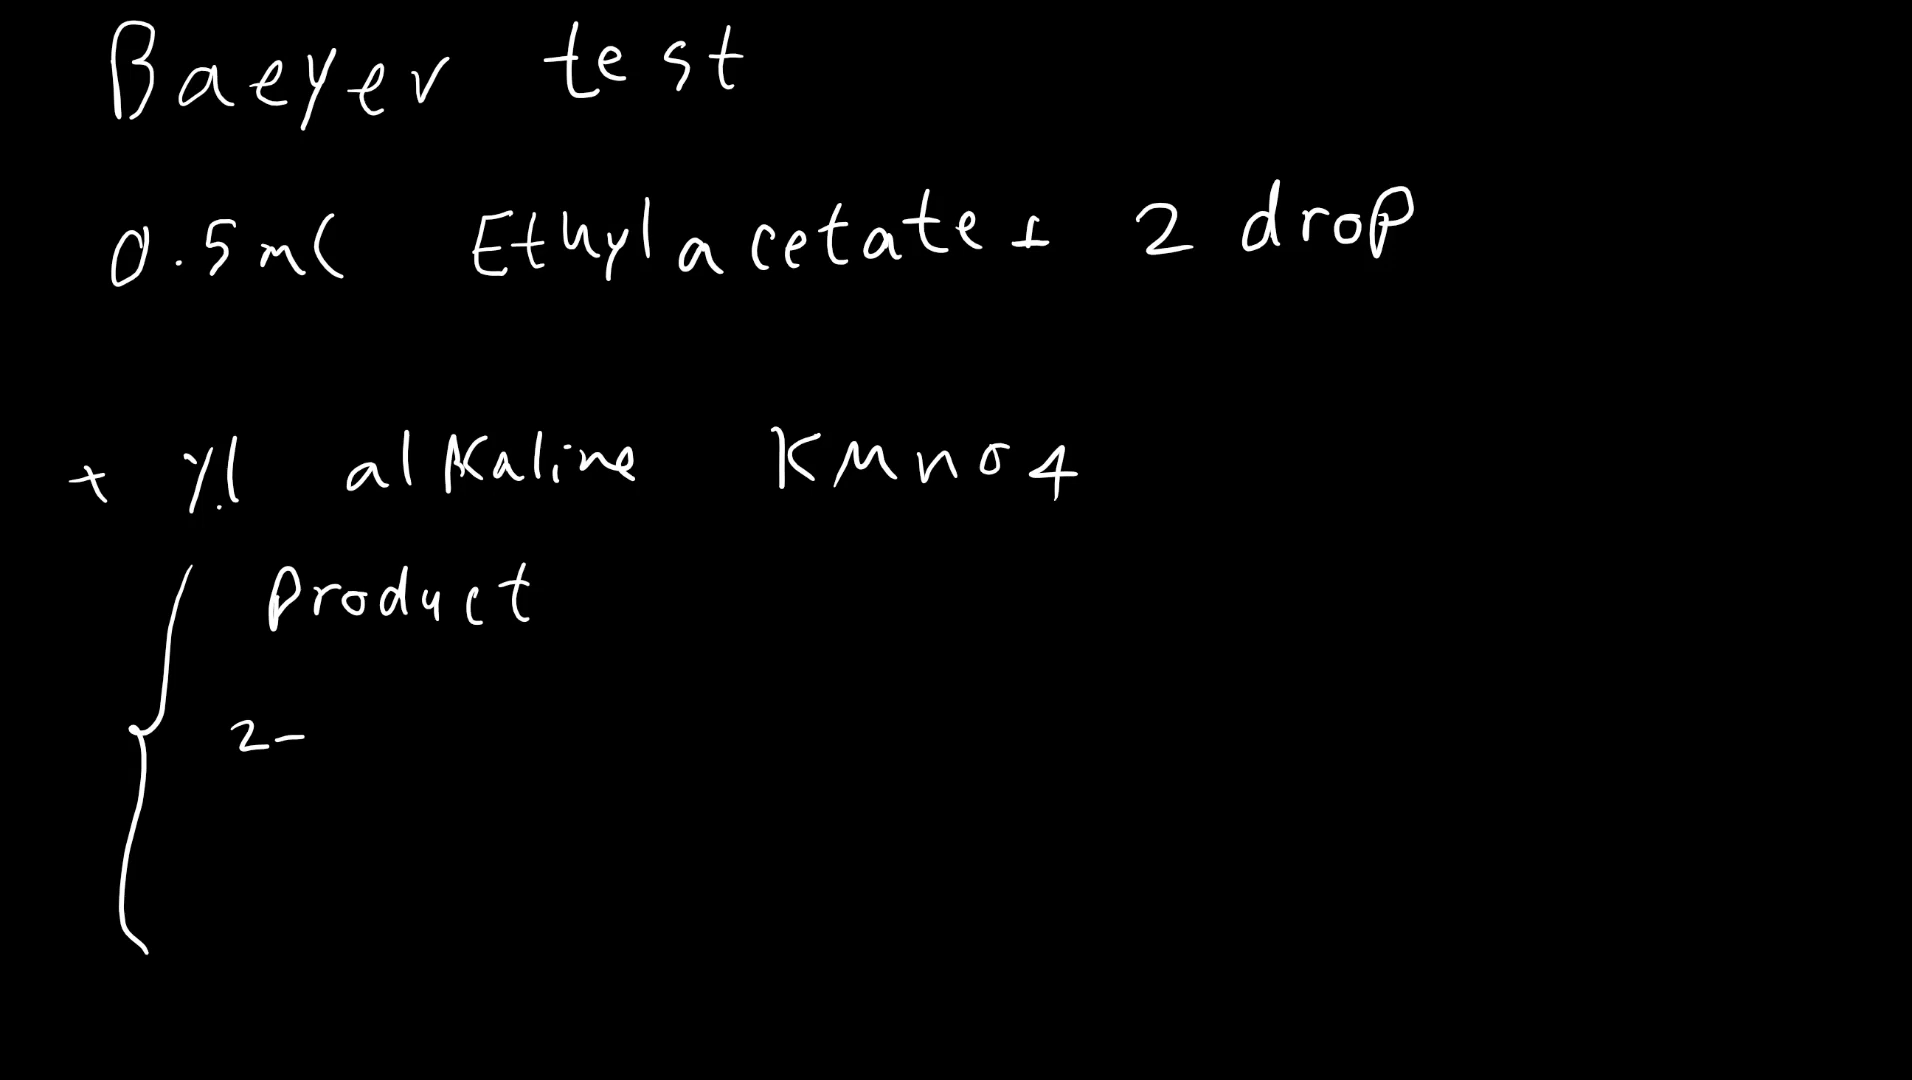 Baeyer test
0.5ml Ethylacetate + 2 drop
+ %1 alkaline KMnO4
Product
2-